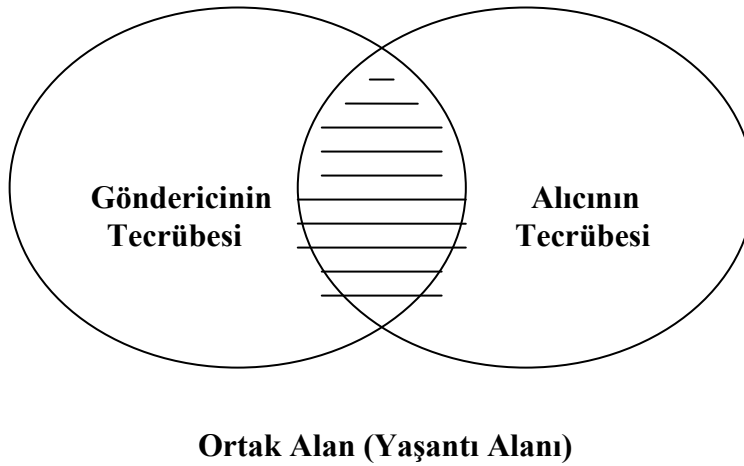 Göndericinin
Tecrübesi
Alıcının
Tecrübesi
Ortak Alan (Yaşantı Alanı)